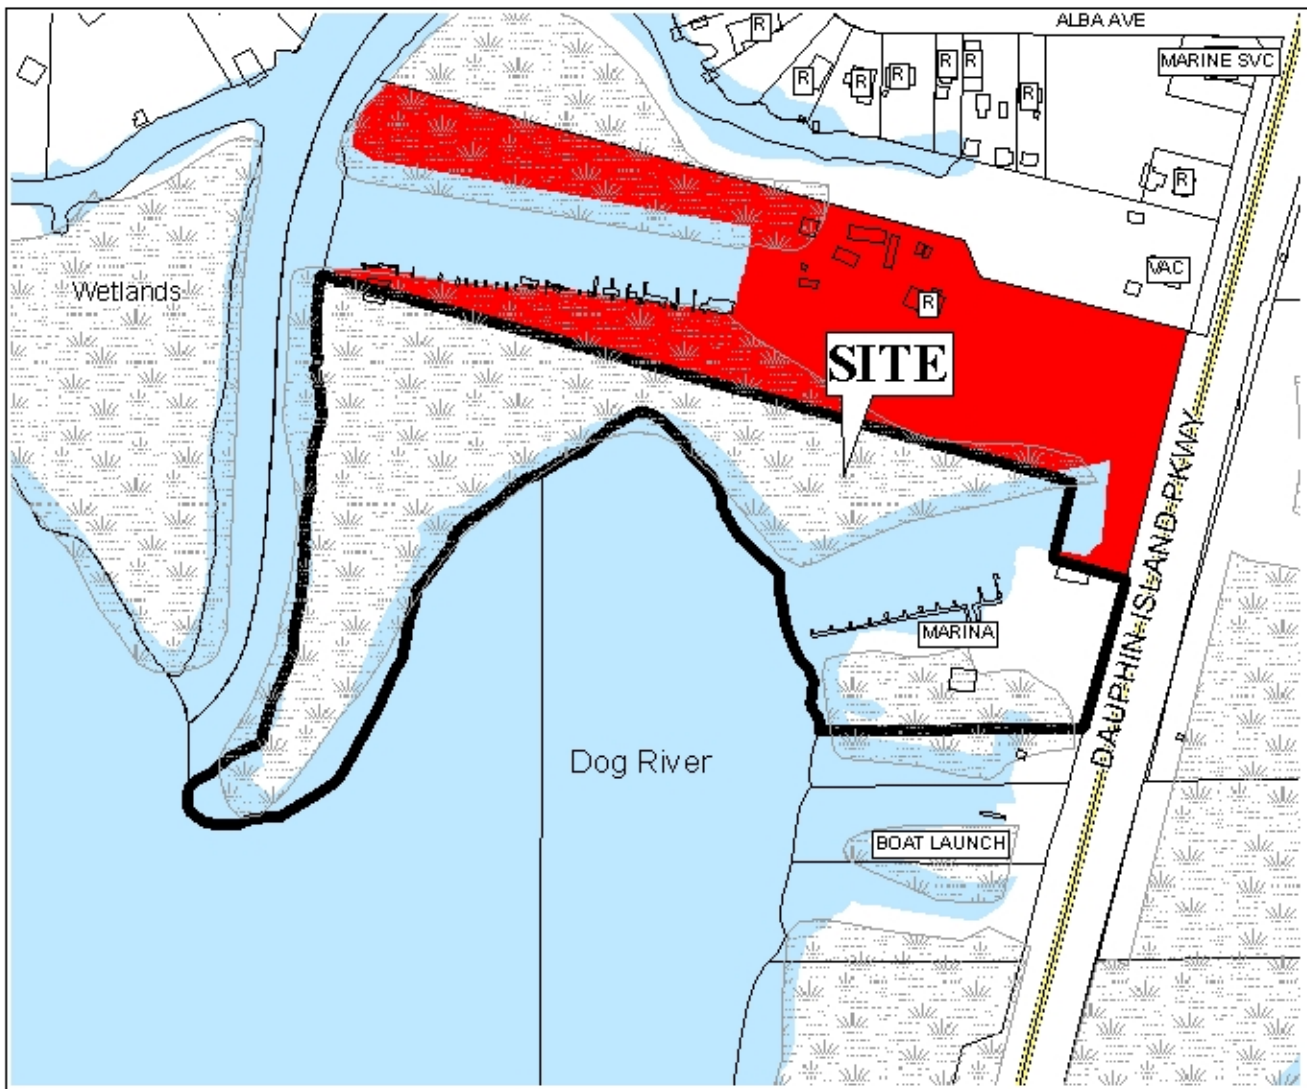 ALBA AVE
R
MARINE SVC
R
R
R
R
R
R
R
VAC
Wetlands
R
SITE
DAUPHIN ISLAND PKWY
MARINA
Dog River
BOAT LAUNCH